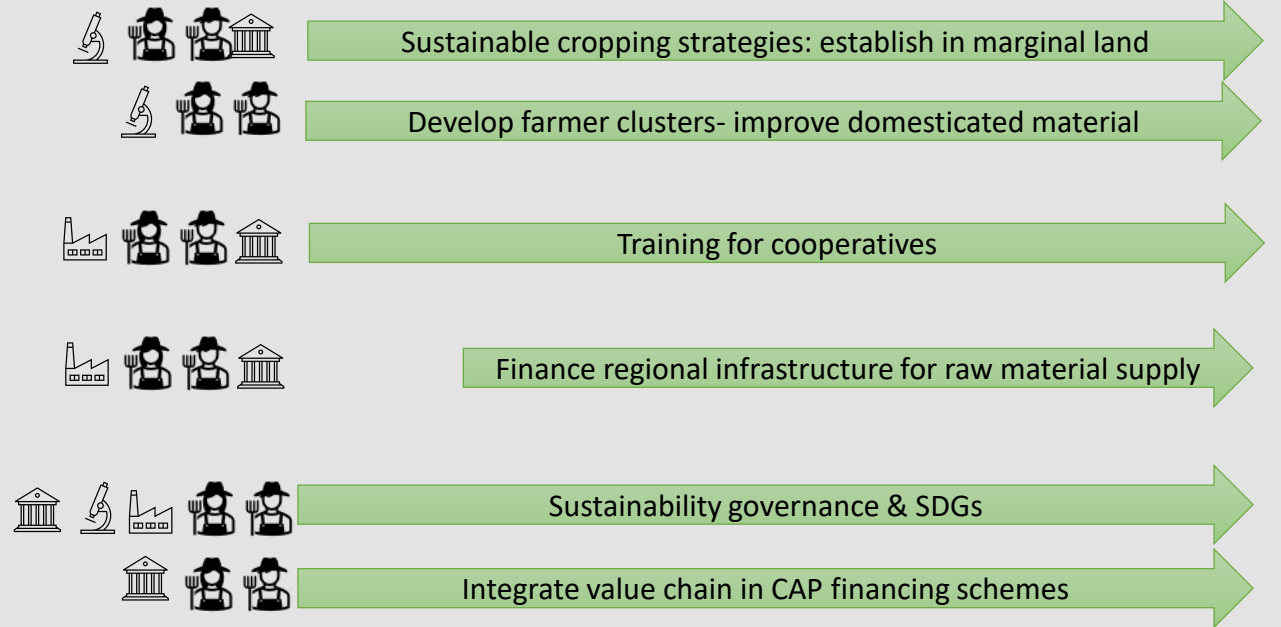 Sustainable cropping strategies: establish in marginal land
Develop farmer clusters- improve domesticated material
Training for cooperatives
Finance regional infrastructure for raw material supply
Sustainability governance & SDGs
Integrate value chain in CAP financing schemes